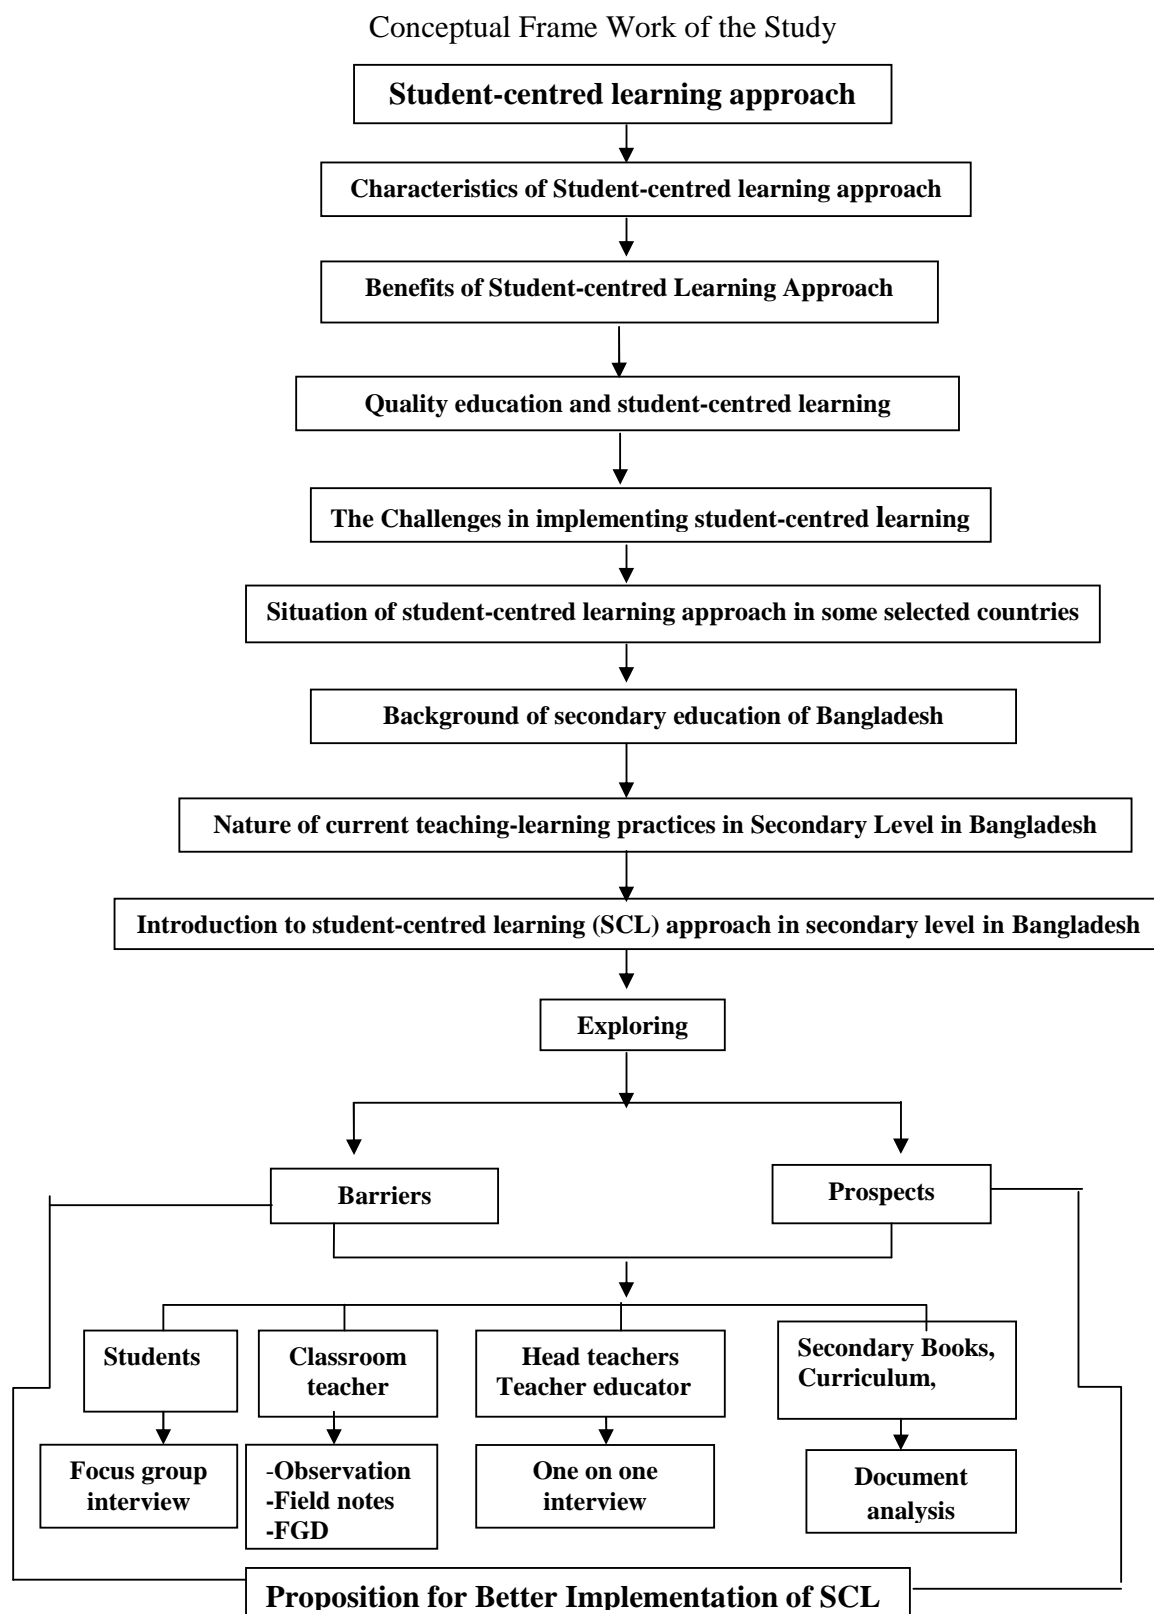 Conceptual Frame Work of the Study
Student-centred learning approach
Characteristics of Student-centred learning approach
Benefits of Student-centred Learning Approach
Quality education and student-centred learning
The Challenges in implementing student-centred learning
Situation of student-centred learning approach in some selected countries
Background of secondary education of Bangladesh
Nature of current teaching-learning practices in Secondary Level in Bangladesh
Introduction to student-centred learning (SCL) approach in secondary level in Bangladesh
Exploring
Barriers
Prospects
Students
Classroom
teacher
Head teachers
Teacher educator
Secondary Books,
Curriculum,
Focus group
interview
-Observation
-Field notes
-FGD
One on one
interview
Document
analysis
Proposition for Better Implementation of SCL